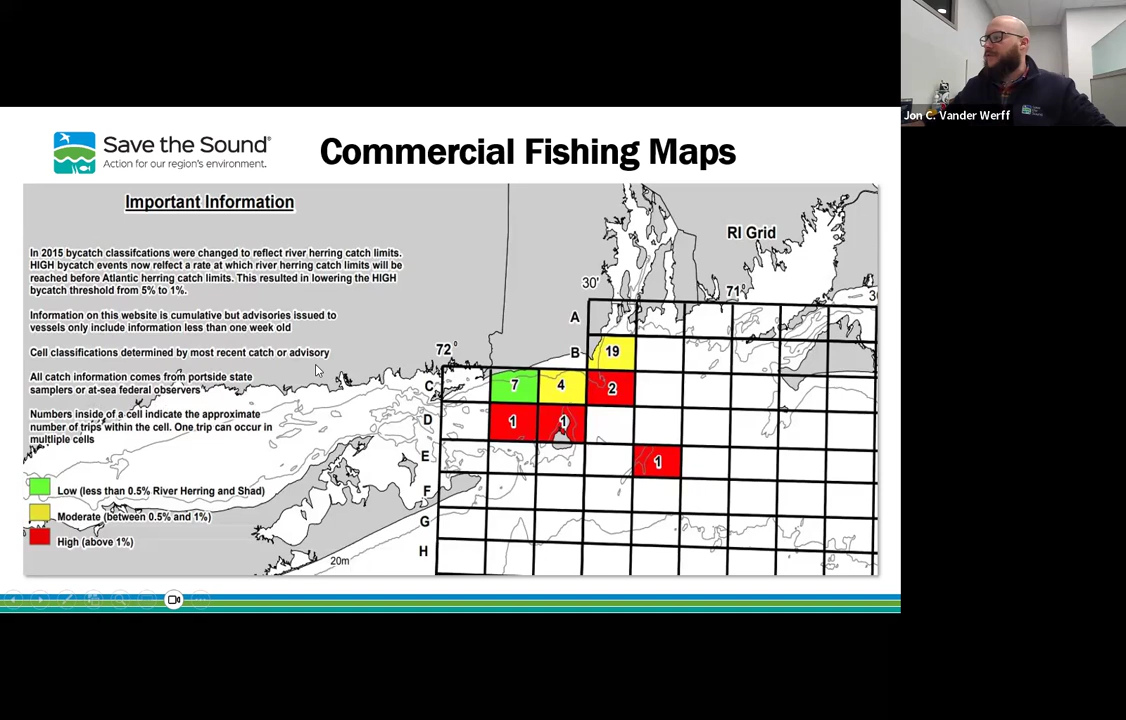 Jon C. Vander Werff
Save the Sound®
Action for our region's environment.
Commercial Fishing Maps
Important Information
In 2015 bycatch classifcations were changed to reflect river herring catch limits.
HIGH bycatch events now relfect a rate at which river herring catch limits will be
reached before Atlantic herring catch limits. This resulted in lowering the HIGH
bycatch threshold from 5% to 1%.
Information on this website is cumulative but advisories issued to
vessels only include information less than one week old
Cell classifications determined by most recent catch or advisory
All catch information comes from portside state
samplers or at-sea federal observers
Numbers inside of a cell indicate the approximate
number of trips within the cell. One trip can occur in
multliple cells
Low (less than 0.5% River Herring and Shad)
Moderate (between 0.5% and 1%)
High (above 1%)
20m
RI Grid
30'
71°
3
72°
A
B
19
C
7
4
2
D
1
1
E
1
F
G
H